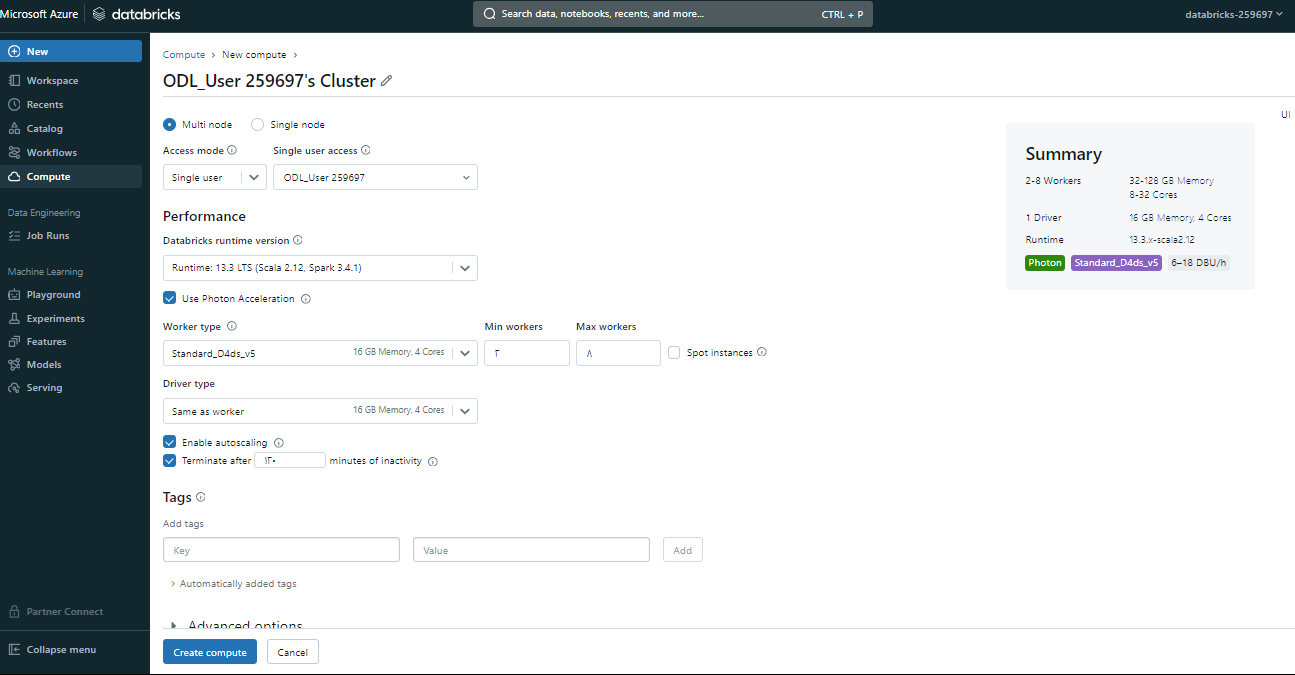 Microsoft Azure databricks Search data, notebooks, recents, and more... CTRL + P databricks-259697
New
Workspace
Recents
Catalog
Workflows
Compute
Data Engineering
Job Runs
Machine Learning
Playground
Experiments
Features
Models
Serving
Partner Connect
Collapse menu
Compute > New compute >
ODL_User 259697's Cluster
UI
Multi node Single node
Access mode Single user access
Single user ODL_User 259697
Performance
Databricks runtime version
Runtime: 13.3 LTS (Scala 2.12, Spark 3.4.1)
Use Photon Acceleration
Worker type Min workers Max workers
Standard_D4ds_v5 16 GB Memory, 4 Cores ٢ ٨ Spot instances
Driver type
Same as worker 16 GB Memory, 4 Cores
Enable autoscaling
Terminate after ١٢٠ minutes of inactivity
Tags
Add tags
Key Value Add
> Automatically added tags
Advanced options
Create compute Cancel
Summary
2-8 Workers 32-128 GB Memory
8-32 Cores
1 Driver 16 GB Memory, 4 Cores
Runtime 13.3.x-scala2.12
Photon Standard_D4ds_v5 6–18 DBU/h